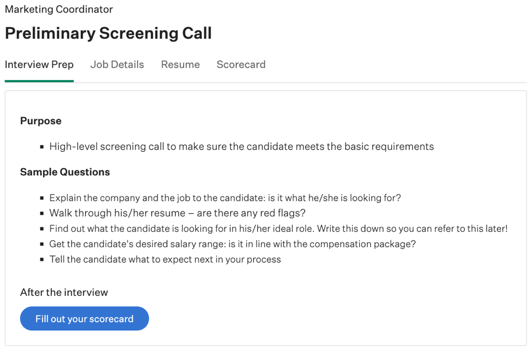 Marketing Coordinator
Preliminary Screening Call
Interview Prep Job Details Resume Scorecard
Purpose
▪ High-level screening call to make sure the candidate meets the basic requirements
Sample Questions
▪ Explain the company and the job to the candidate: is it what he/she is looking for?
▪ Walk through his/her resume – are there any red flags?
▪ Find out what the candidate is looking for in his/her ideal role. Write this down so you can refer to this later!
▪ Get the candidate's desired salary range: is it in line with the compensation package?
▪ Tell the candidate what to expect next in your process
After the interview
Fill out your scorecard